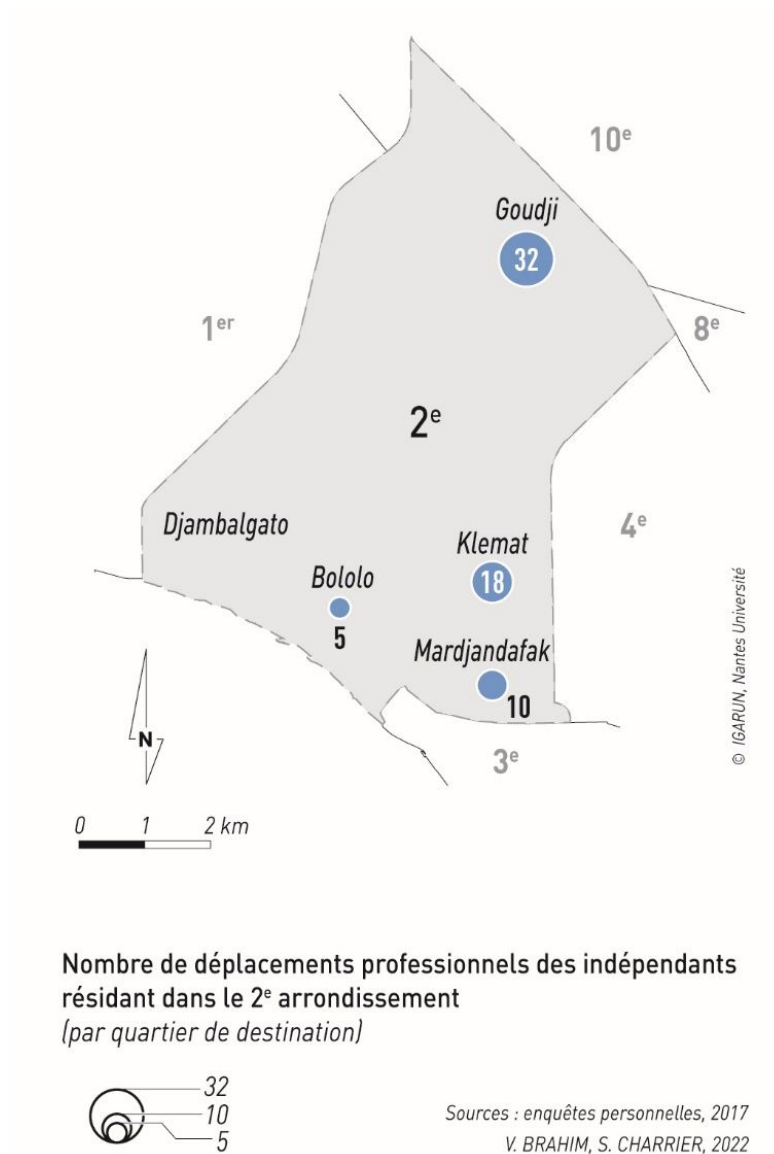 10e
Goudji
32
1er
8e
2e
Djambalgato
4e
Klemat
18
Bololo
5
Mardjandafak
10
N
3e
© IGARUN, Nantes Université
0 1 2 km
Nombre de déplacements professionnels des indépendants
résidant dans le 2e arrondissement
(par quartier de destination)
32
10
5
Sources : enquêtes personnelles, 2017
V. BRAHIM, S. CHARRIER, 2022